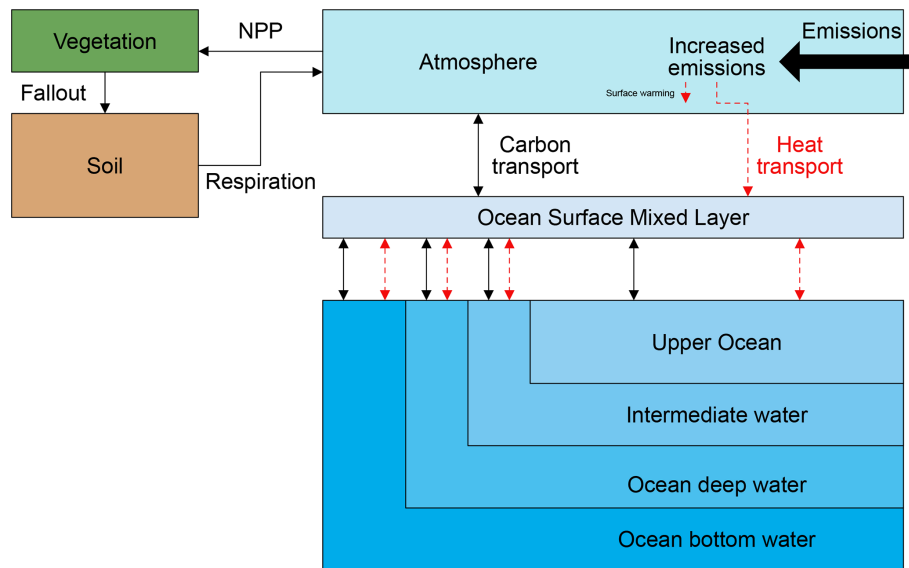 Vegetation
NPP
Atmosphere
Increased
emissions
Emissions
Surface warming
Fallout
Soil
Respiration
Carbon
transport
Heat
transport
Ocean Surface Mixed Layer
Upper Ocean
Intermediate water
Ocean deep water
Ocean bottom water